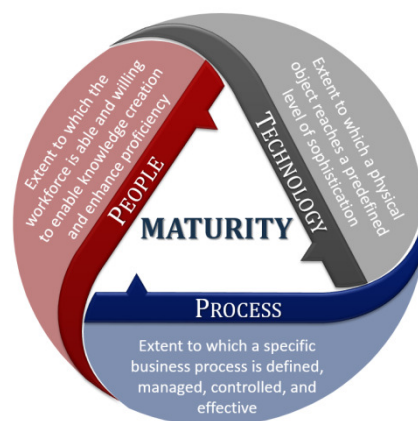 Extent to which the
workforce is able and willing
to enable knowledge creation
and enhance proficiency
PEOPLE
Extent to which a physical
object reaches a predefined
level of sophistication
TECHNOLOGY
MATURITY
PROCESS
Extent to which a specific
business process is defined,
managed, controlled, and
effective